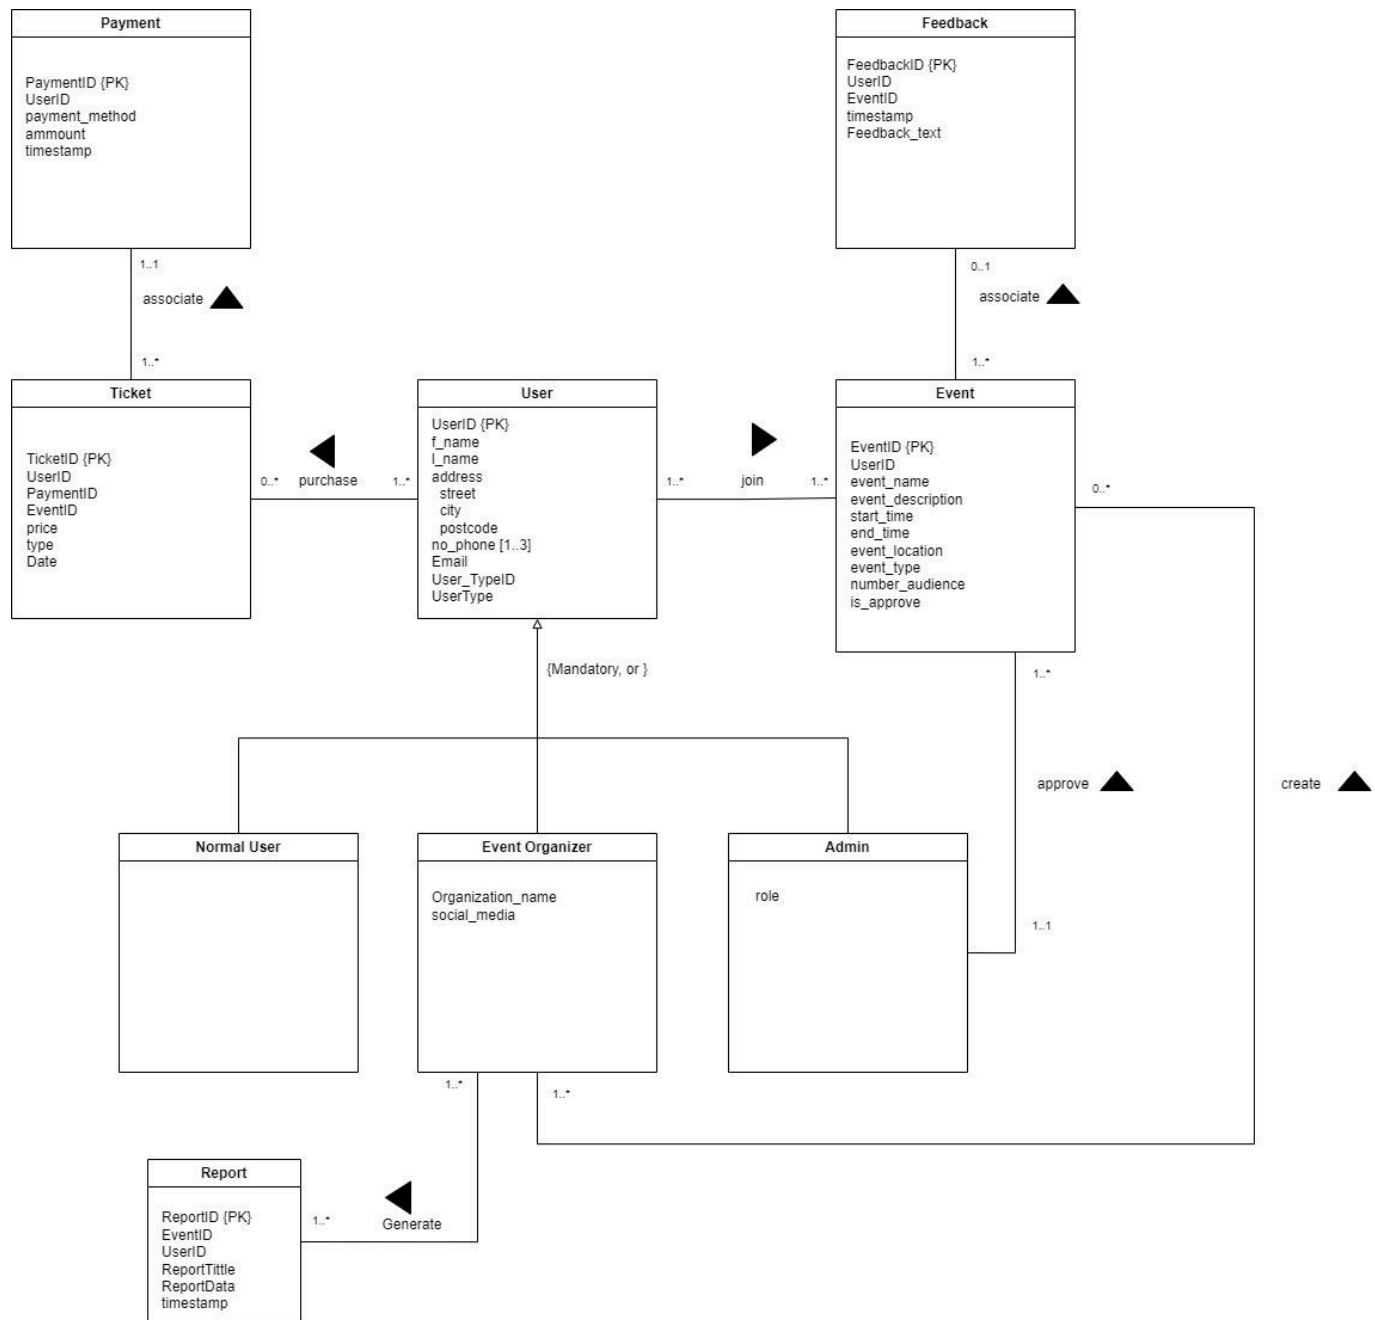 Payment
PaymentID {PK}
UserID
payment_method
ammount
timestamp
Feedback
FeedbackID {PK}
UserID
EventID
timestamp
Feedback_text
1..1
associate
1..*
0..1
associate
1..*
Ticket
TicketID {PK}
UserID
PaymentID
EventID
price
type
Date
0..*
purchase
1..*
User
UserID {PK}
f_name
l_name
address
street
city
postcode
no_phone [1..3]
Email
User_TypeID
UserType
1..*
join
1..*
Event
EventID {PK}
UserID
event_name
event_description
start_time
end_time
event_location
event_type
number_audience
is_approve
0..*
{Mandatory, or }
1..*
approve
create
1..1
Normal User
Event Organizer
Organization_name
social_media
Admin
role
1..*
1..*
Report
ReportID {PK}
EventID
UserID
ReportTittle
ReportData
timestamp
1..*
Generate